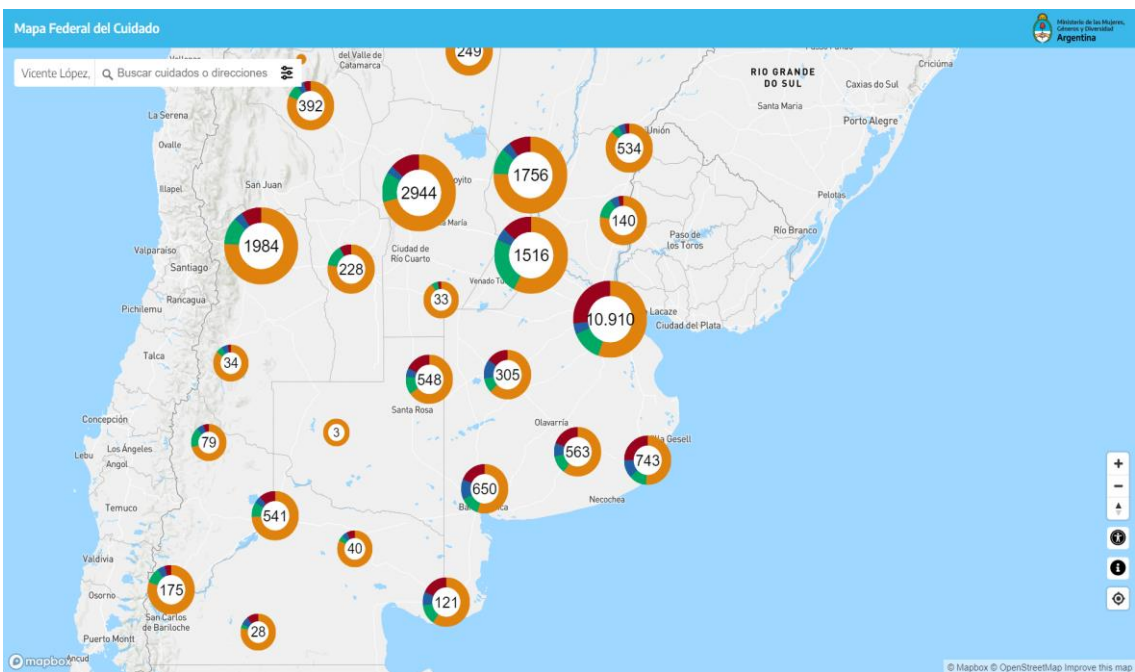 Mapa Federal del Cuidado
Ministerio de las Mujeres,
Géneros y Diversidad
Argentina
Vicente López,
Buscar cuidados o direcciones
del Valle de
Catamarca
249
RIO GRANDE
DO SUL
Criciúma
Caxias do Sul
Santa Maria
Porto Alegre
La Serena
392
Ovalle
Unión
534
Illapel
San Juan
2944
1756
Pelotas
140
Paso de
los Toros
Río Branco
Valparaíso
1984
Santiago
228
Ciudad de
Río Cuarto
1516
Rancagua
Pichilemu
33
10.910
Lacaze
Ciudad del Plata
Talca
34
548
305
Santa Rosa
Concepción
Lebu
Los Ángeles
Angol
79
3
Olavarría
563
743
Necochea
650
Temuco
541
40
Valdivia
Osorno
175
San Carlos
de Bariloche
121
28
Puerto Montt
mapbox
© Mapbox © OpenStreetMap Improve this map